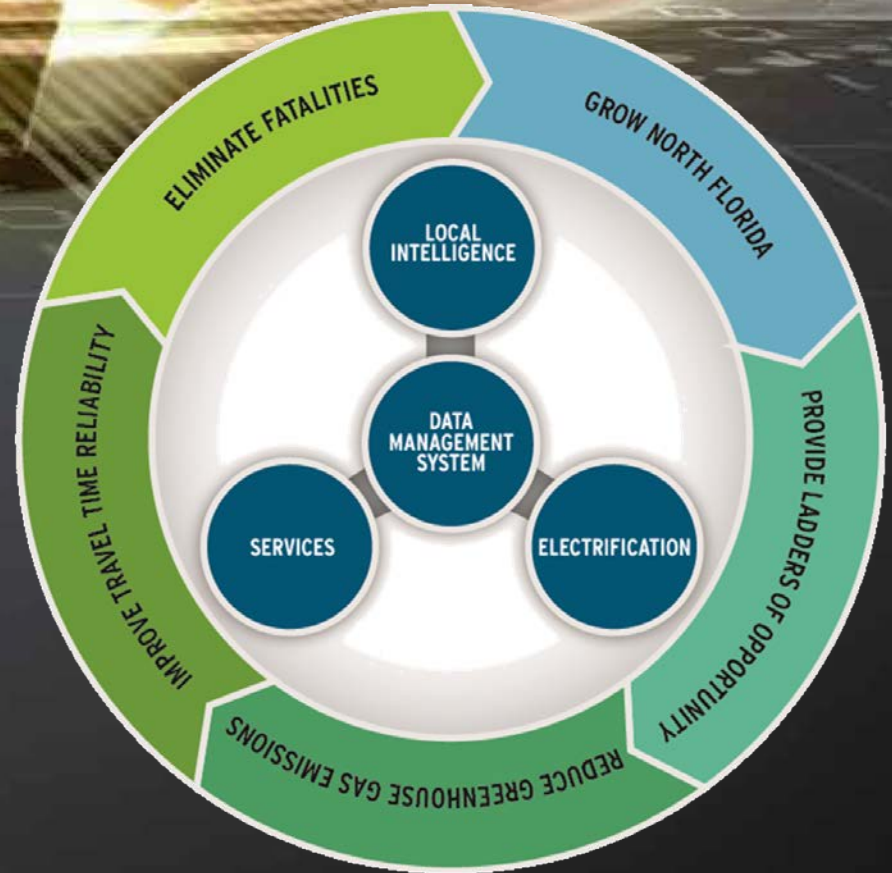 ELIMINATE FATALITIES
GROW NORTH FLORIDA
PROVIDE LADDERS OF OPPORTUNITY
REDUCE GREENHOUSE GAS EMISSIONS
IMPROVE TRAVEL TIME RELIABILITY
LOCAL
INTELLIGENCE
DATA
MANAGEMENT
SYSTEM
SERVICES
ELECTRIFICATION